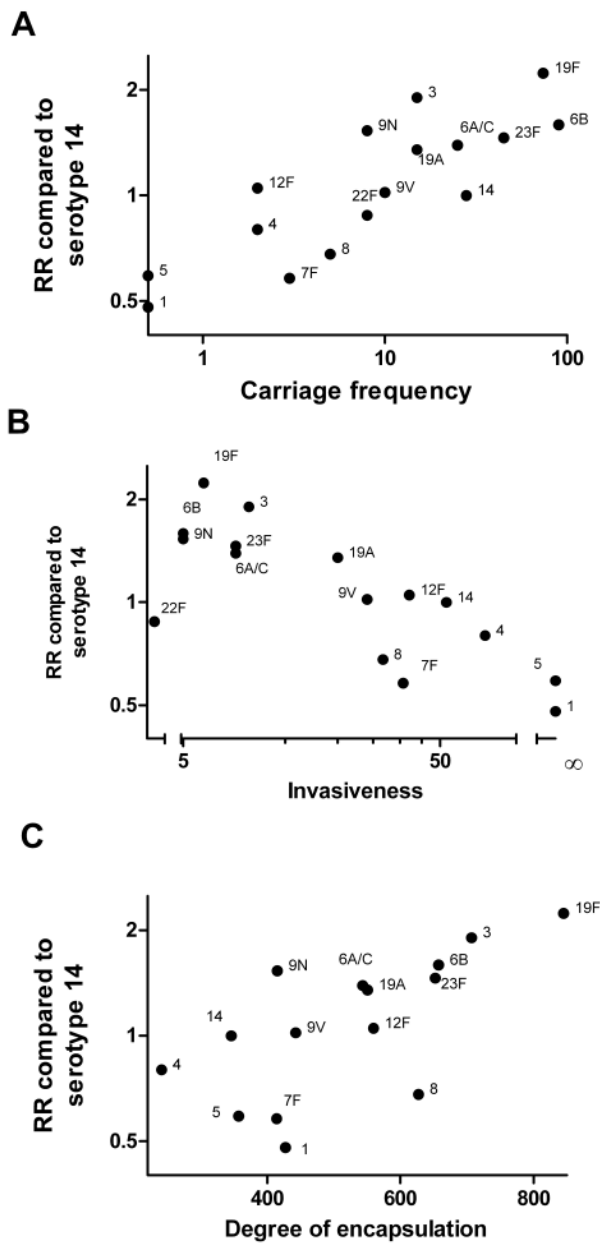 A
RR compared to
serotype 14
2
1
0.5
19F
3
9N
6A/C
23F
6B
19A
12F
22F
9V
14
4
8
5
7F
1
1
10
100
Carriage frequency
B
RR compared to
serotype 14
2
1
0.5
19F
3
6B
9N
23F
6A/C
19A
22F
9V
12F
14
4
8
7F
5
1
5
50
∞
Invasiveness
C
RR compared to
serotype 14
2
1
0.5
19F
3
9N
6A/C
6B
19A
23F
14
9V
12F
4
8
5
7F
1
400
600
800
Degree of encapsulation